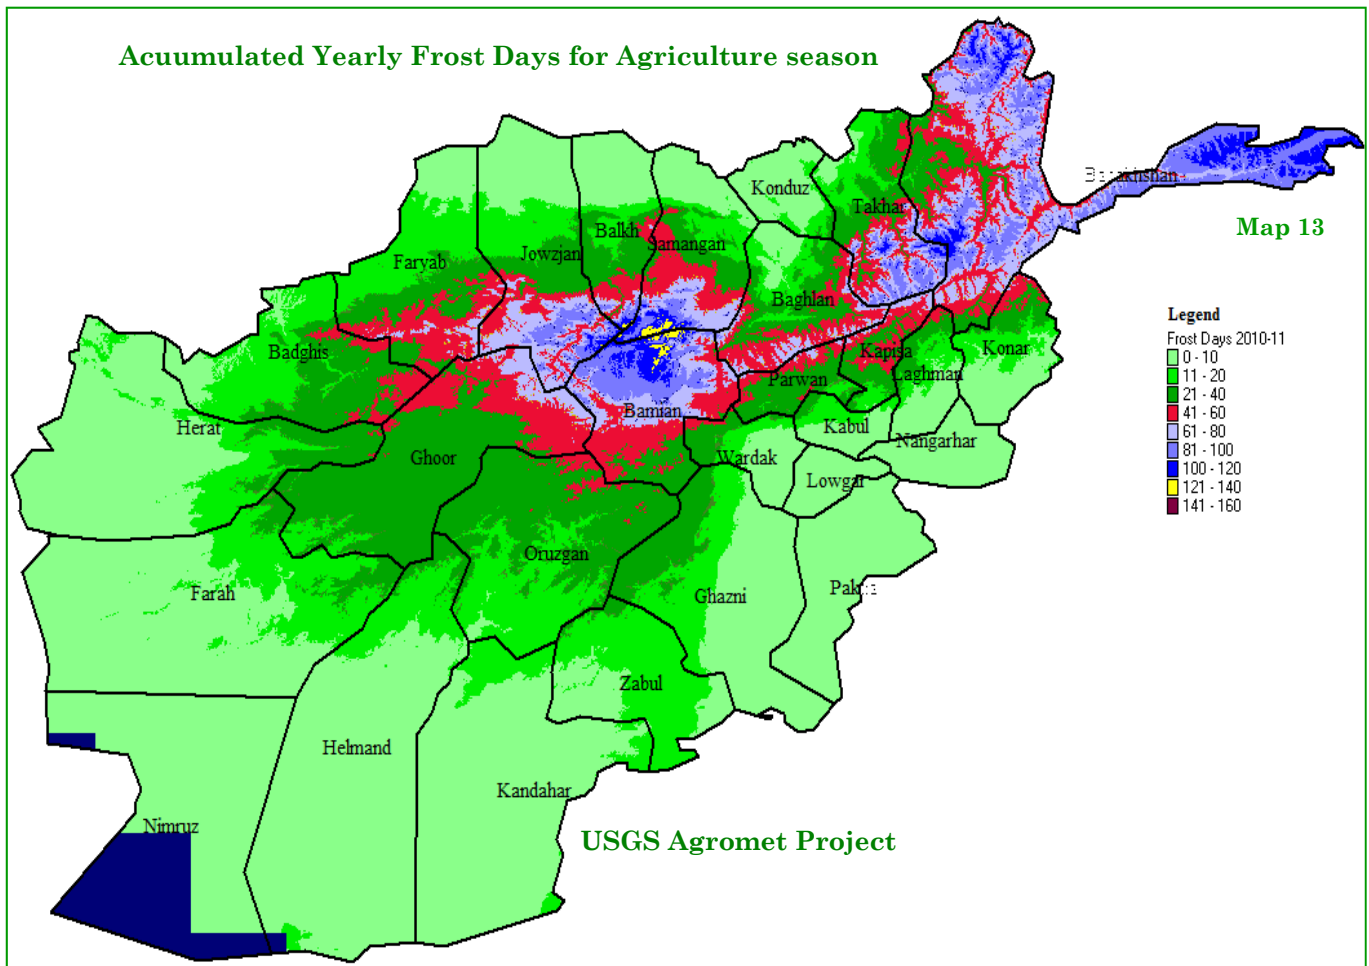 Acuumulated Yearly Frost Days for Agriculture season
Konduz
Takhar
Map 13
Balkh
Samangan
Jowzjan
Faryab
Baghlan
Badghis
Kapisa
Konar
Laghman
Parwan
Bamian
Herat
Kabul
Nangarhar
Ghoor
Wardak
Lowgar
Oruzgan
Farah
Ghazni
Zabul
Helmand
Kandahar
Nimruz
USGS Agromet Project
Legend
Frost Days 2010-11
0 - 10
11 - 20
21 - 40
41 - 60
61 - 80
81 - 100
100 - 120
121 - 140
141 - 160